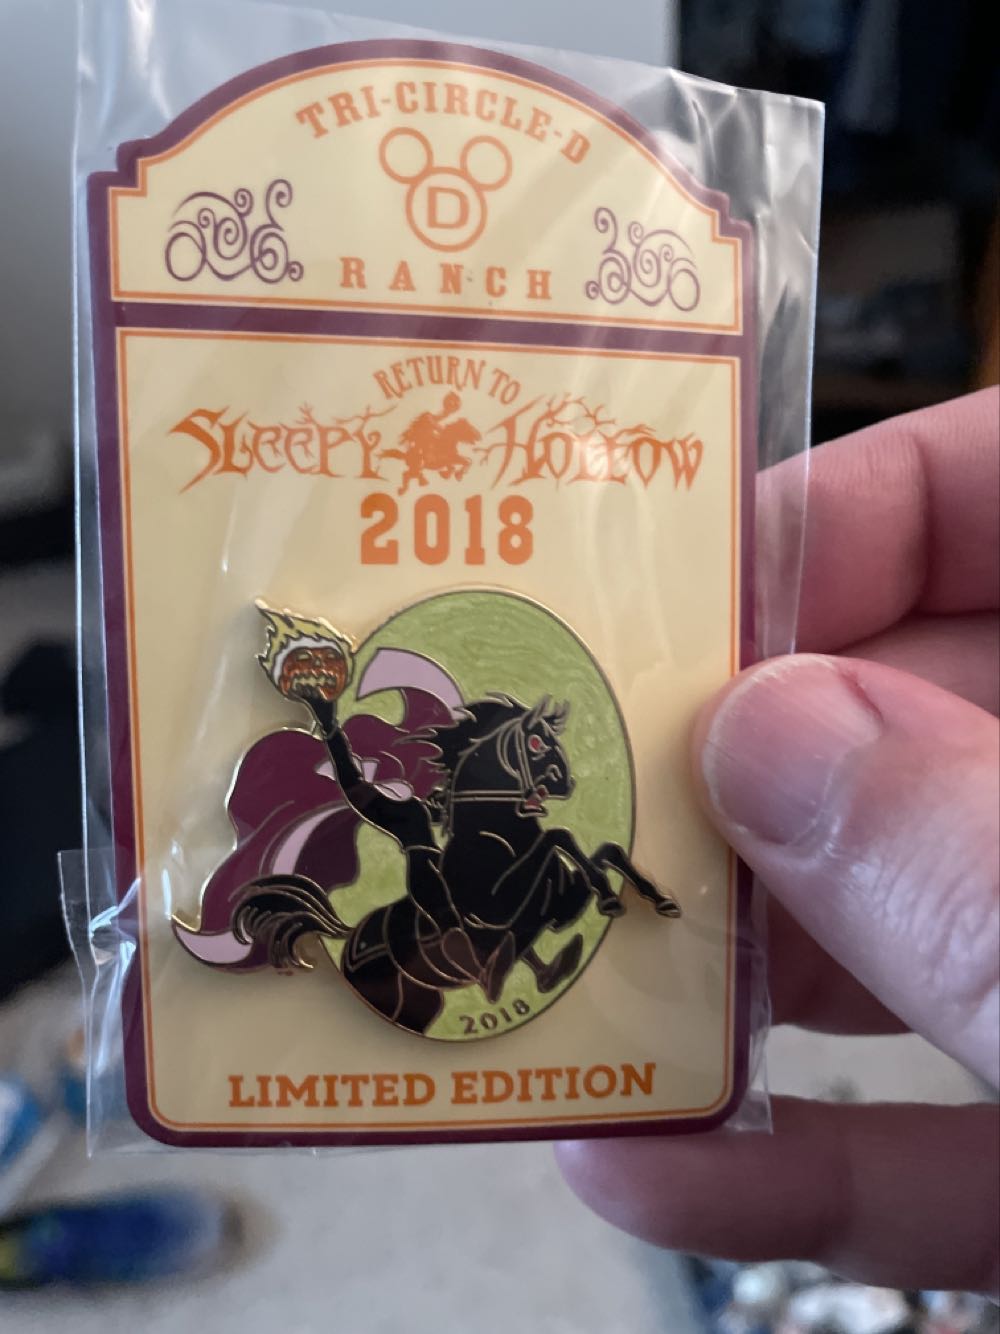 TRI-CIRCLE-D
D
RANCH
RETURN TO
SLEEPY HOLLOW
2018
2018
LIMITED EDITION